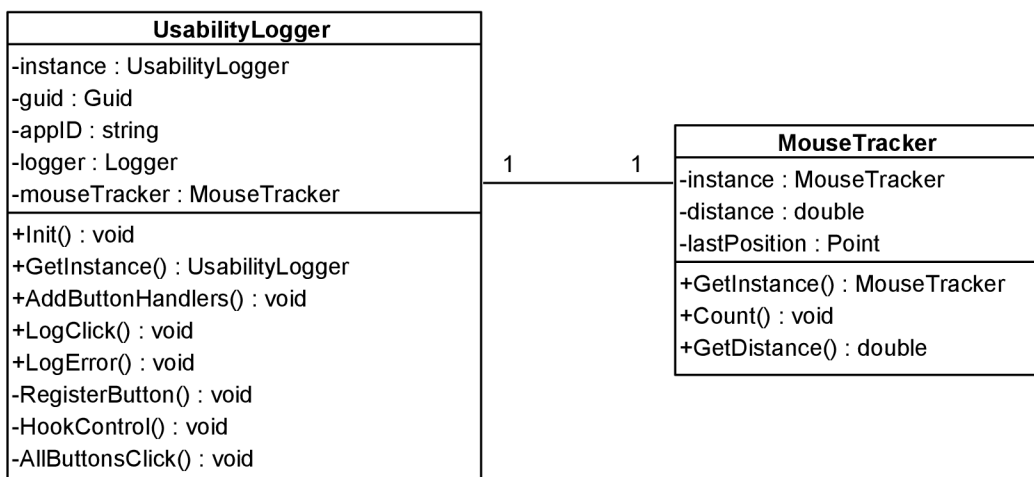 UsabilityLogger
-instance : UsabilityLogger
-guid : Guid
-appID : string
-logger : Logger
-mouseTracker : MouseTracker
+Init() : void
+GetInstance() : UsabilityLogger
+AddButtonHandlers() : void
+LogClick() : void
+LogError() : void
-RegisterButton() : void
-HookControl() : void
-AllButtonsClick() : void
1
1
MouseTracker
-instance : MouseTracker
-distance : double
-lastPosition : Point
+GetInstance() : MouseTracker
+Count() : void
+GetDistance() : double